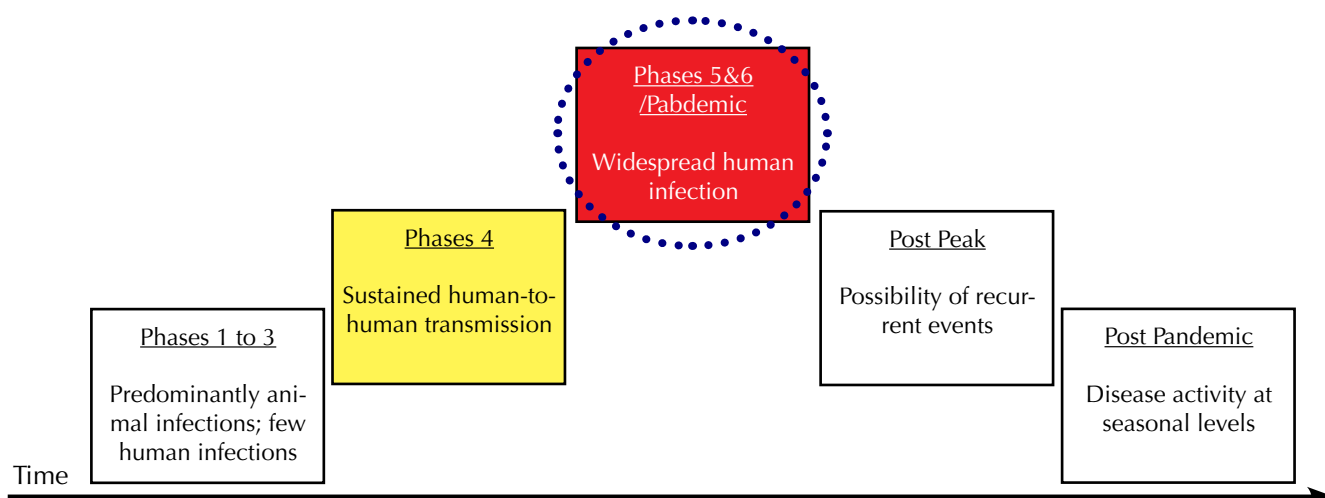 Phases 5&6
/Pabdemic
Widespread human
infection
Phases 4
Sustained human-to-
human transmission
Post Peak
Possibility of recur-
rent events
Phases 1 to 3
Predominantly ani-
mal infections; few
human infections
Post Pandemic
Disease activity at
seasonal levels
Time